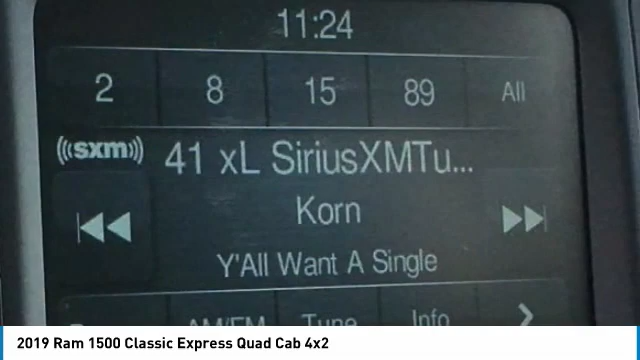 11:24
2 8 15 89 All
((sxm)) 41 xL SiriusXMTu...
Korn
Y'All Want A Single
AM/FM Tune Info
2019 Ram 1500 Classic Express Quad Cab 4x2